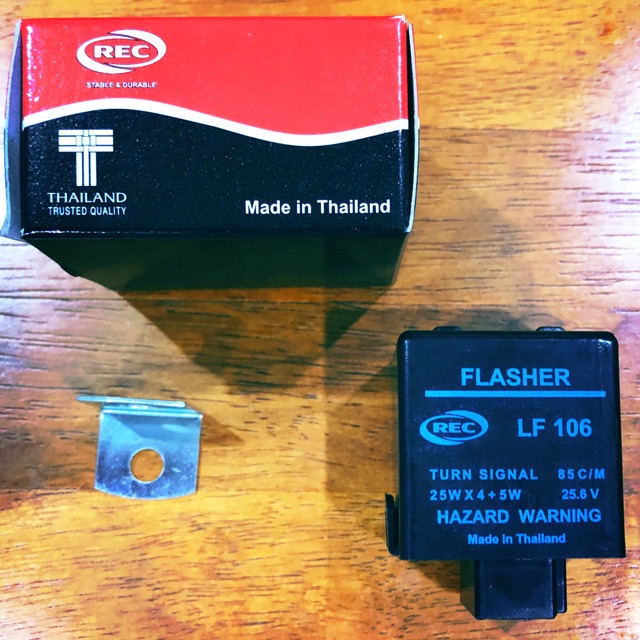 REC
STABLE & DURABLE
THAILAND
TRUSTED QUALITY
Made in Thailand
FLASHER
REC LF 106
TURN SIGNAL 85 C/M
25W X 4 + 5W 25.6 V
HAZARD WARNING
Made in Thailand